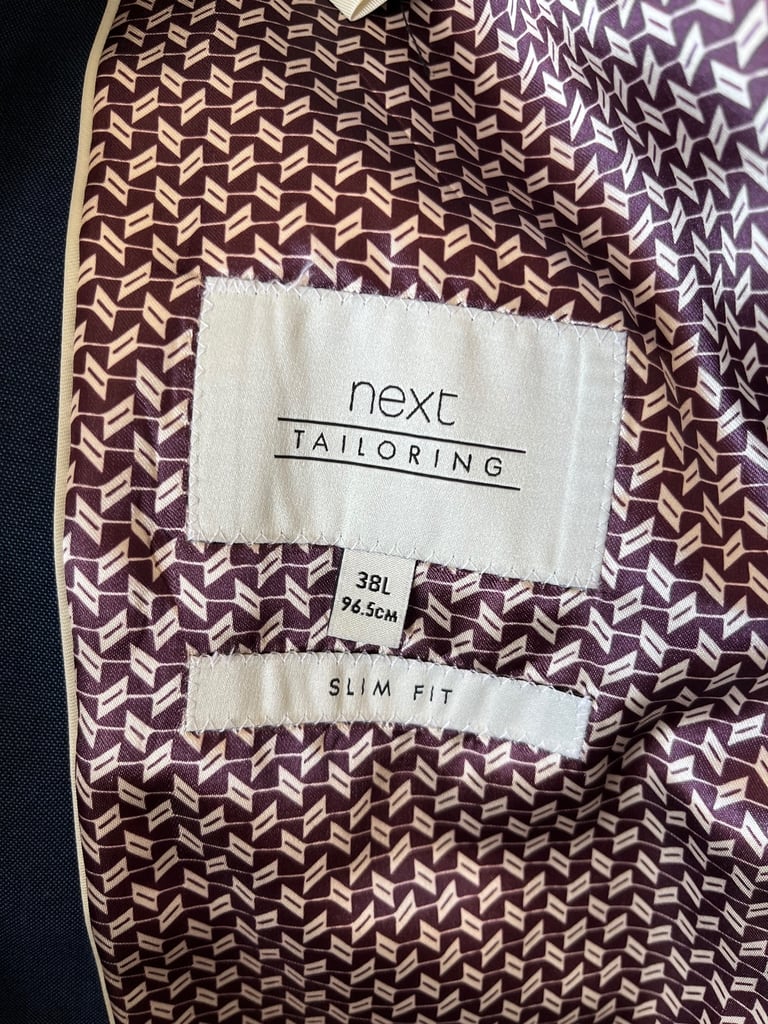 next
TAILORING
38L
96.5cm
SLIM FIT